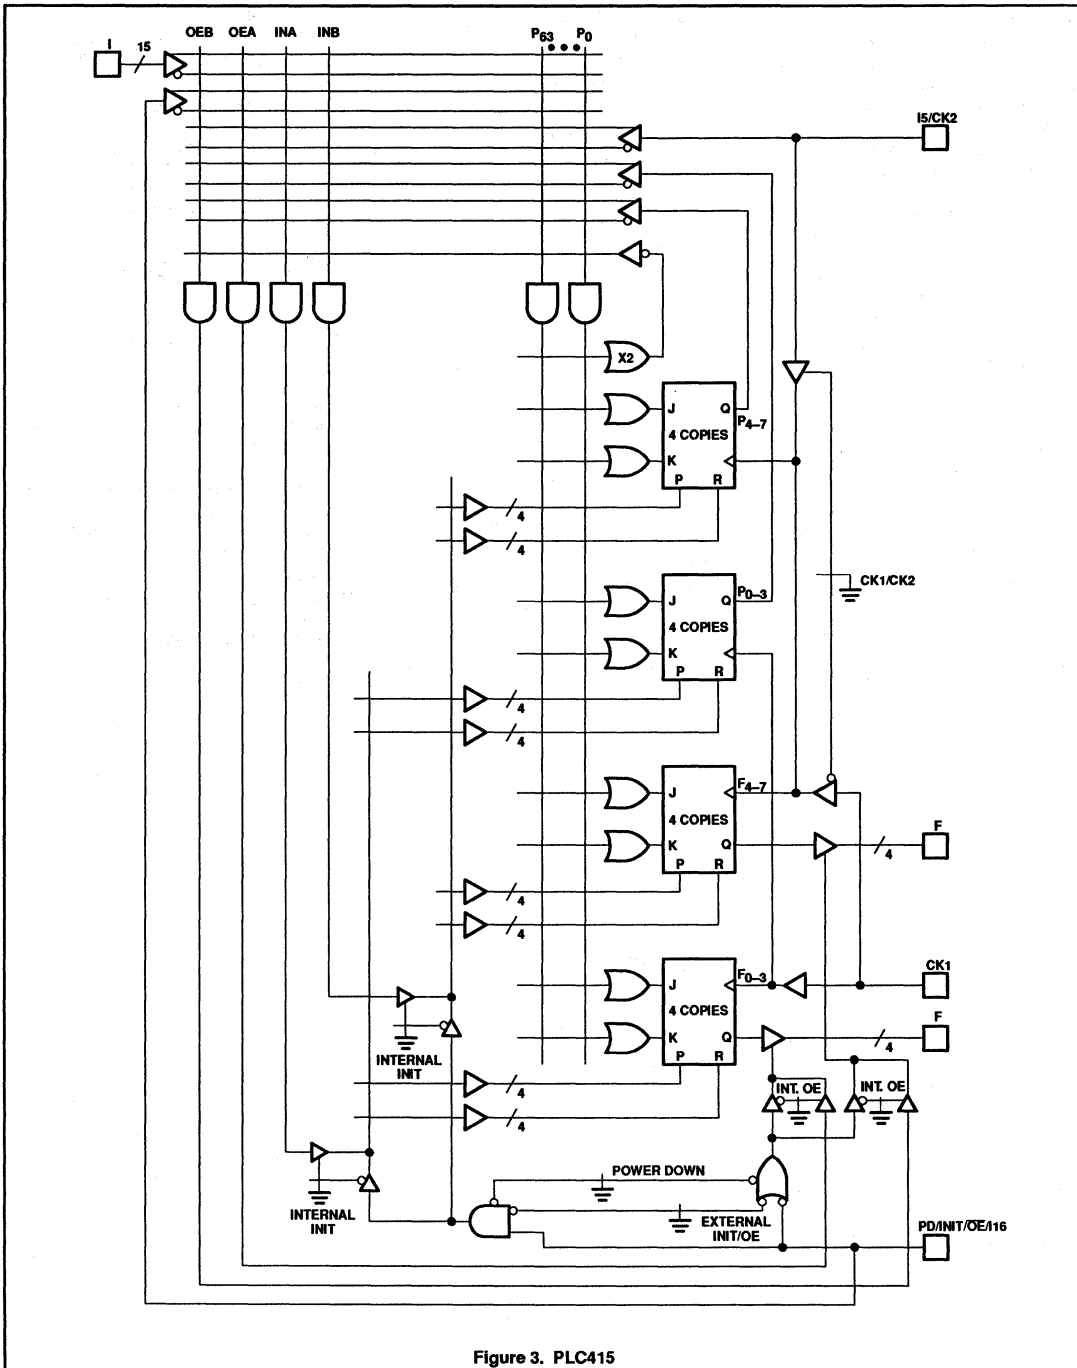 I
15
OEB OEA INA INB
P63 ••• P0
I5/CK2
X2
J Q
P4–7
4 COPIES
K
P R
4
4
CK1/CK2
J Q
P0–3
4 COPIES
K
P R
4
4
J
F4–7
4 COPIES
K Q
P R
F
4
4
4
CK1
J
F0–3
4 COPIES
K Q
P R
F
4
INTERNAL
INIT
4
4
INT. OE
INT. OE
POWER DOWN
INTERNAL
INIT
EXTERNAL
INIT/OE
PD/INIT/O̅E̅/I16
Figure 3. PLC415